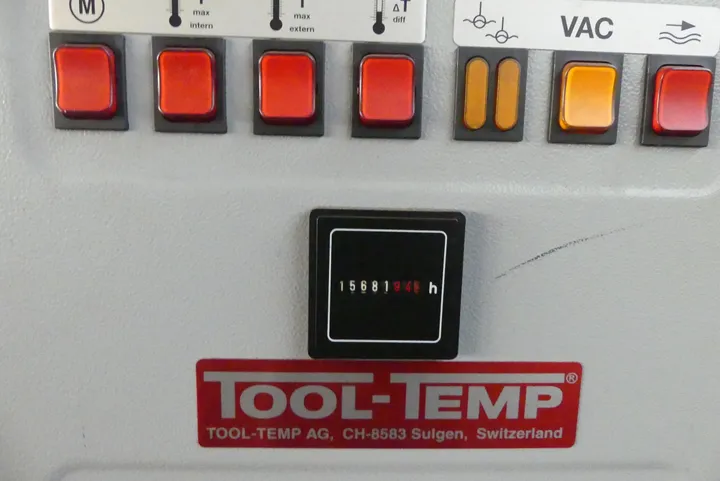 M
max
intern
max
extern
ΔT
diff
VAC
15681 h
TOOL-TEMP®
TOOL-TEMP AG, CH-8583 Sulgen, Switzerland